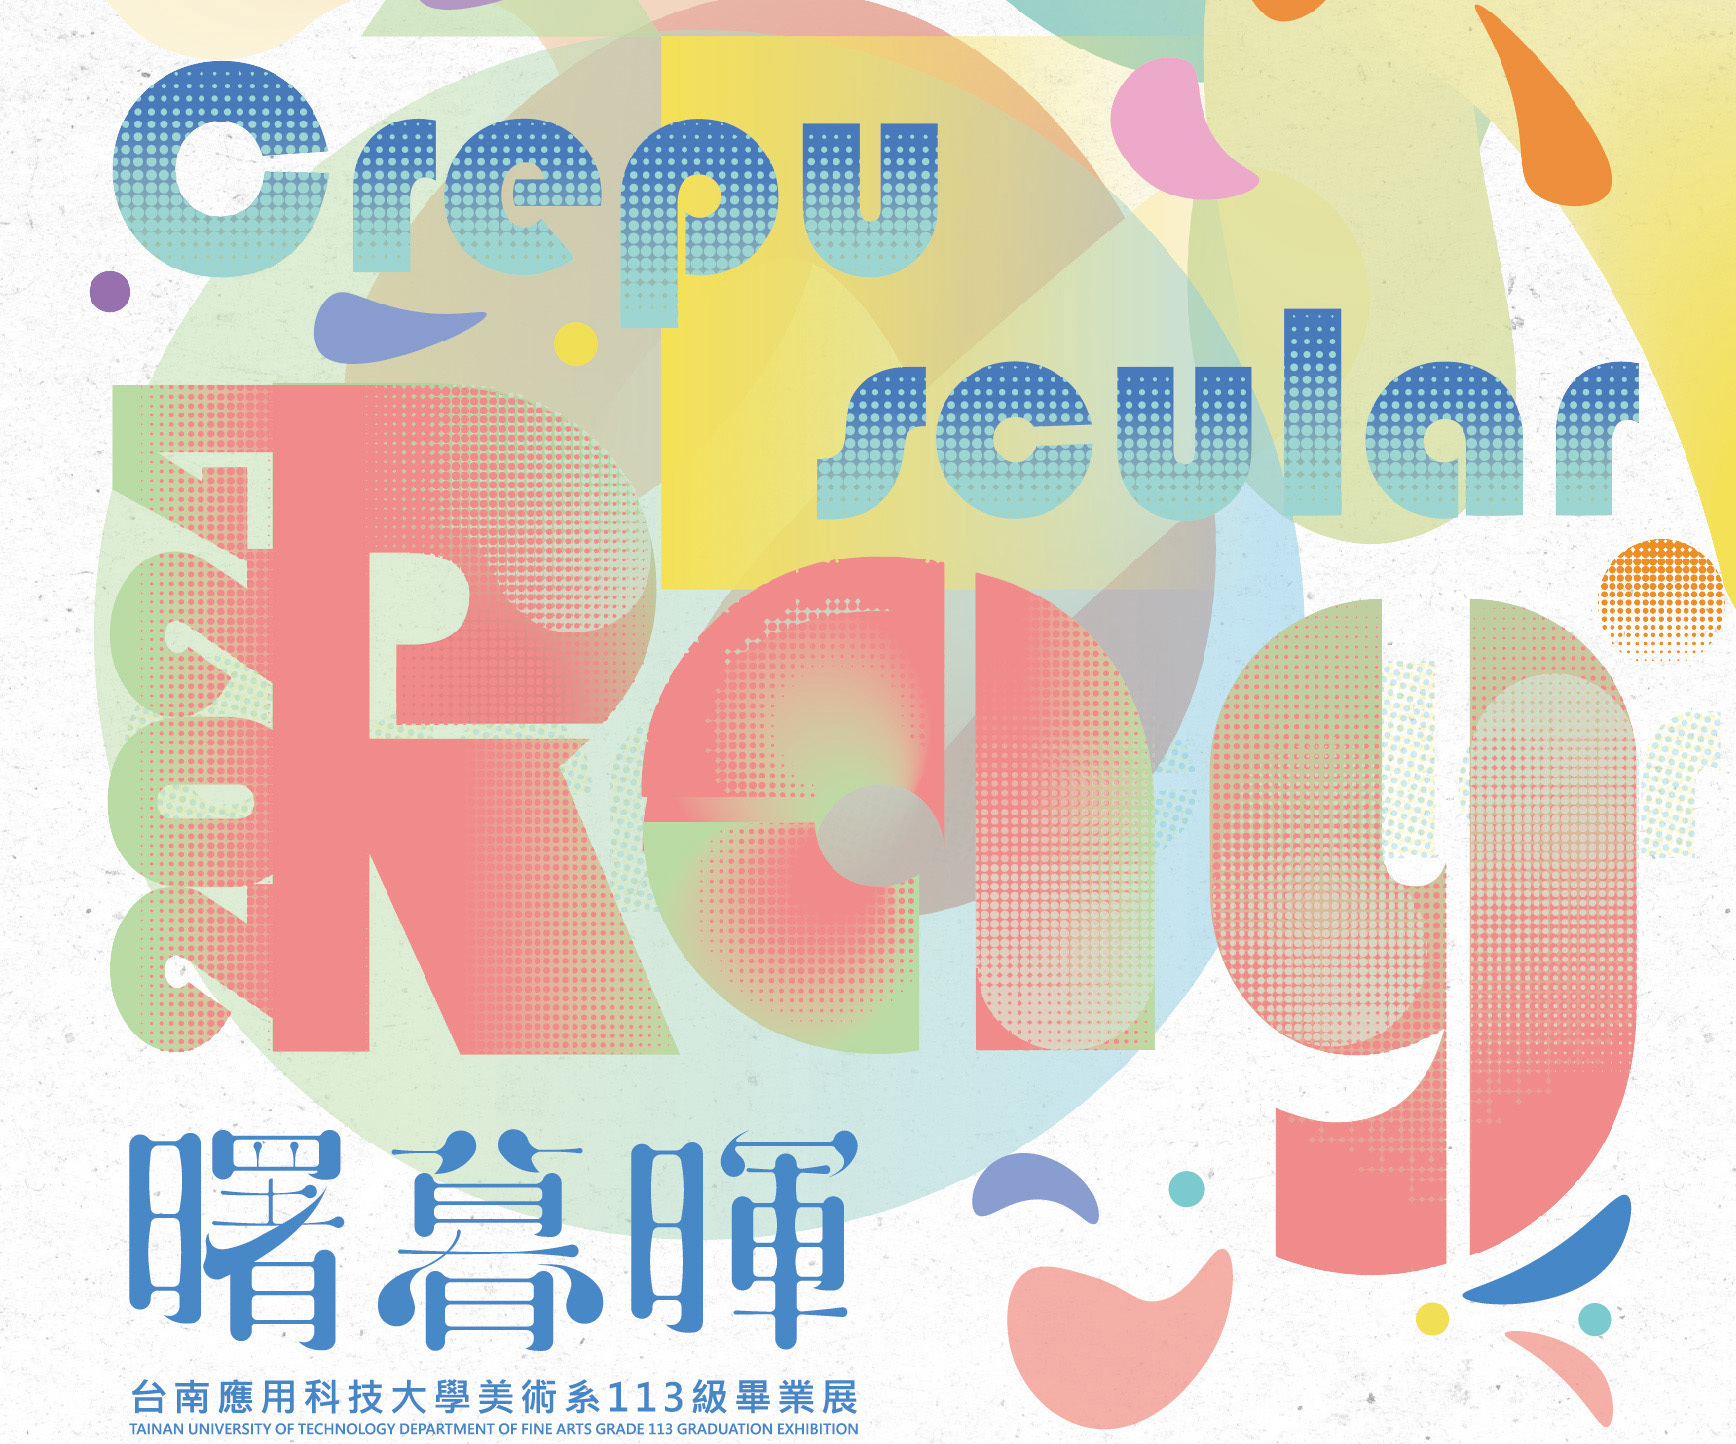 Crepu
scular
2024
Ray
曙暮暉
台南應用科技大學美術系113級畢業展
TAINAN UNIVERSITY OF TECHNOLOGY DEPARTMENT OF FINE ARTS GRADE 113 GRADUATION EXHIBITION